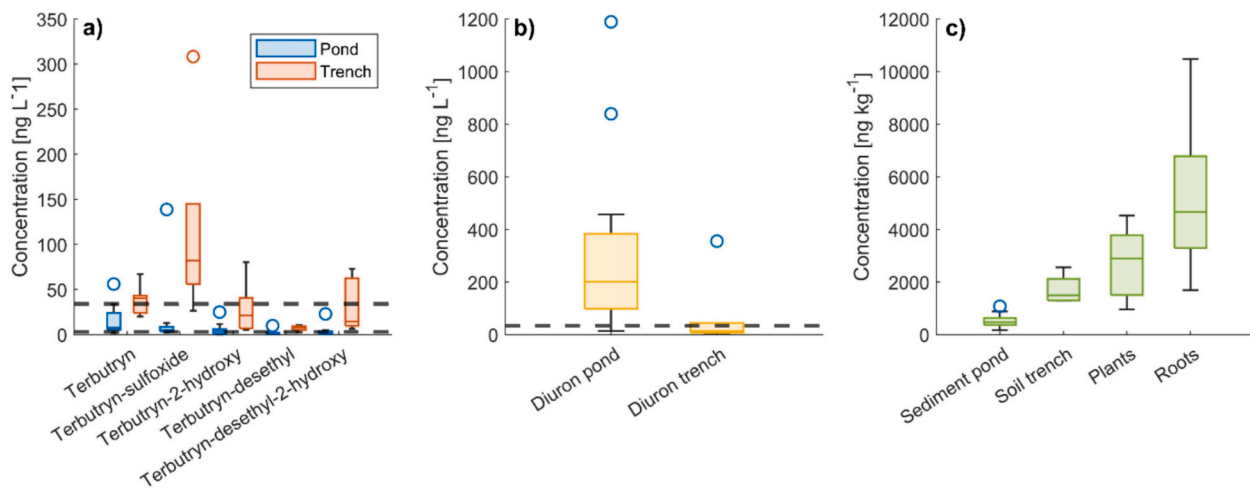 a)
Concentration [ng L⁻1]
350
300
250
200
150
100
50
0
Pond
Trench
Terbutryn
Terbutryn-sulfoxide
Terbutryn-2-hydroxy
Terbutryn-desethyl
Terbutryn-desethyl-2-hydroxy
b)
Concentration [ng L⁻¹]
1200
1000
800
600
400
200
0
Diuron pond
Diuron trench
c)
Concentration [ng kg⁻¹]
12000
10000
8000
6000
4000
2000
0
Sediment pond
Soil trench
Plants
Roots